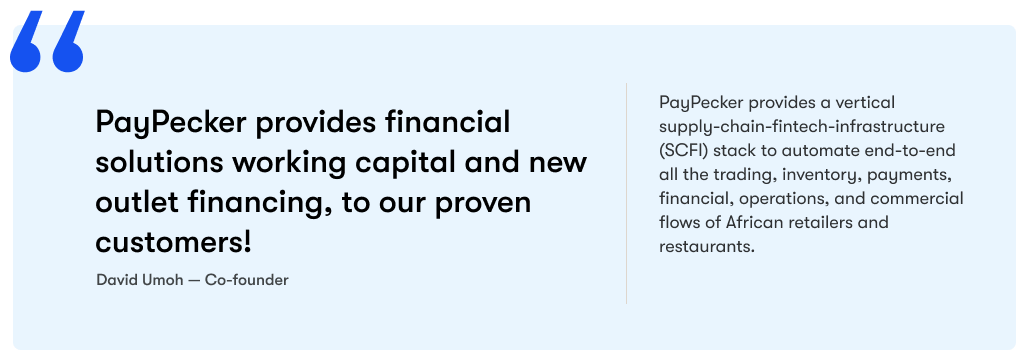 “
PayPecker provides financial
solutions working capital and new
outlet financing, to our proven
customers!
David Umoh — Co-founder
PayPecker provides a vertical
supply-chain-fintech-infrastructure
(SCFI) stack to automate end-to-end
all the trading, inventory, payments,
financial, operations, and commercial
flows of African retailers and
restaurants.